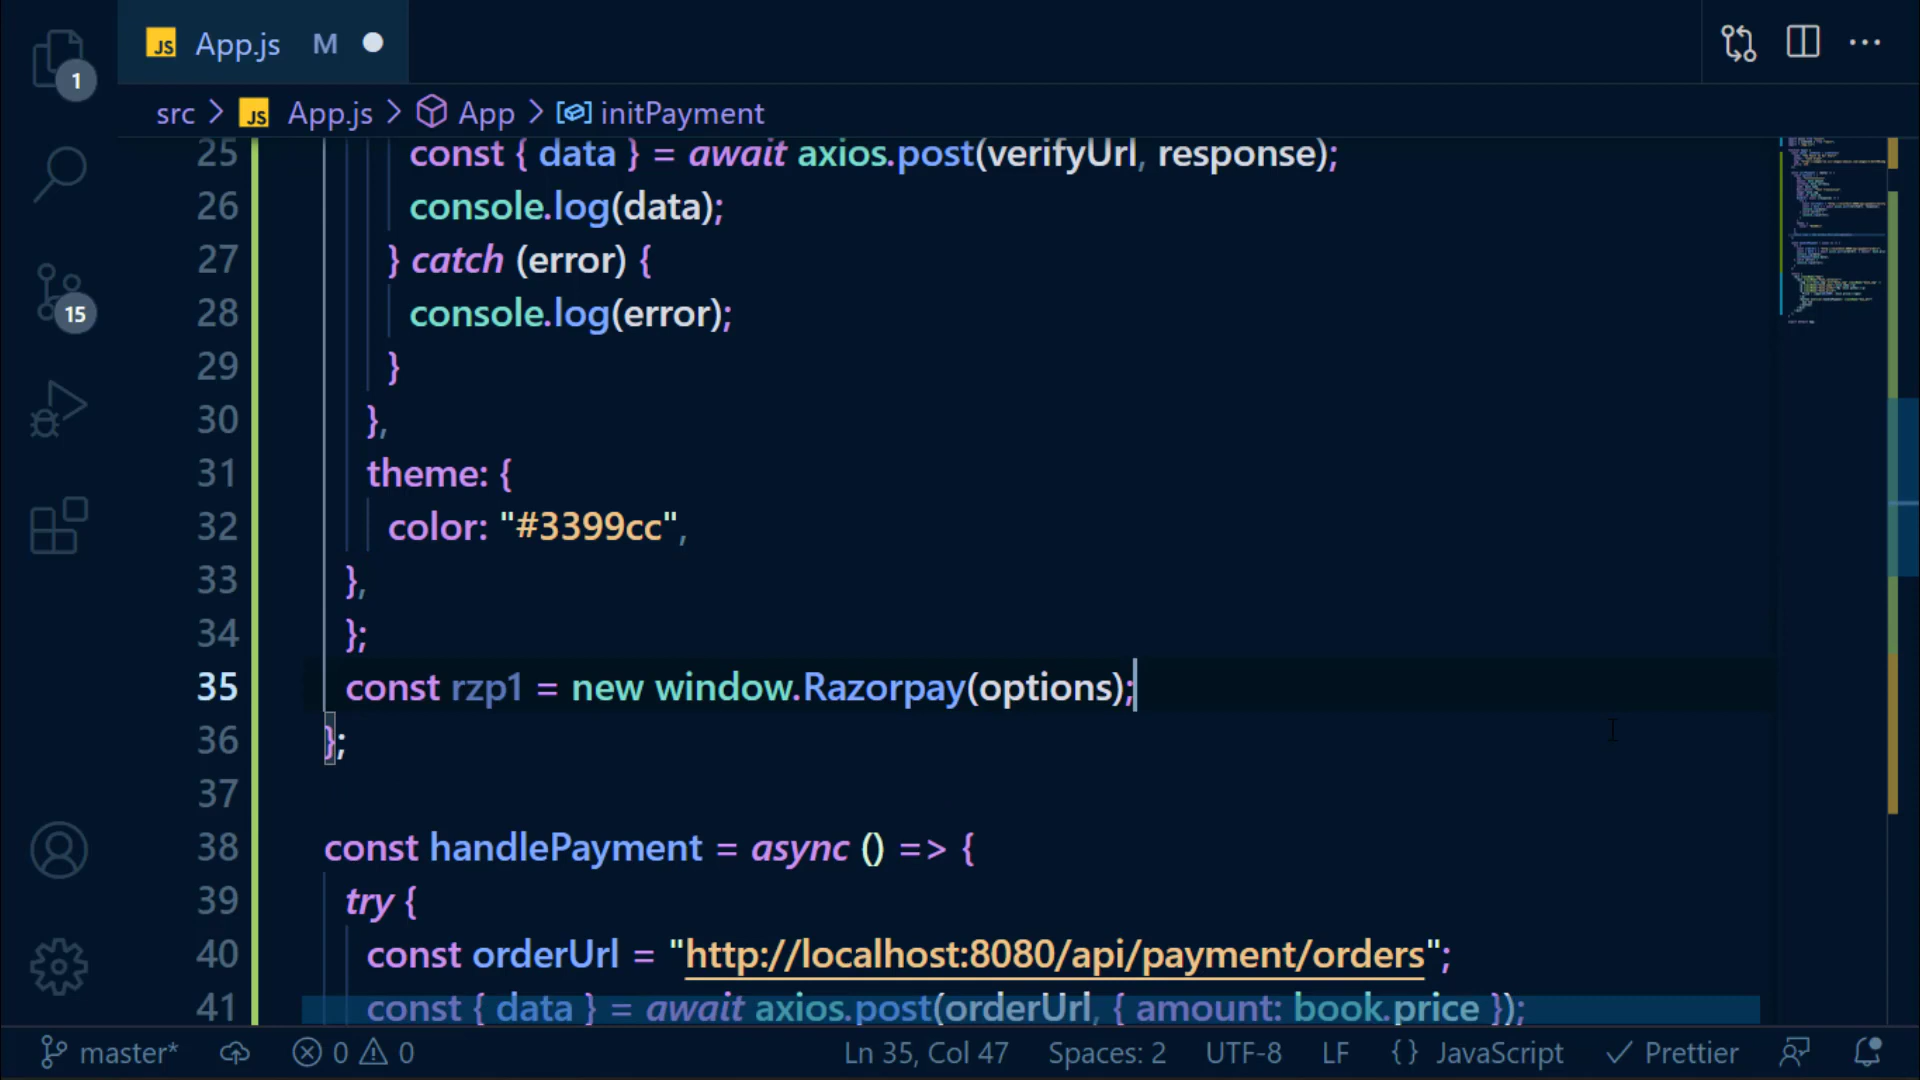 JS App.js M
1
src > JS App.js > App > initPayment
25 const { data } = await axios.post(verifyUrl, response);
26 console.log(data);
27 } catch (error) {
28 console.log(error);
29 }
30 },
31 theme: {
32 color: "#3399cc",
33 },
34 };
35 const rzp1 = new window.Razorpay(options);
36 };
37
38 const handlePayment = async () => {
39 try {
40 const orderUrl = "http://localhost:8080/api/payment/orders";
41 const { data } = await axios.post(orderUrl, { amount: book.price });
15
master* 0 0 Ln 35, Col 47 Spaces: 2 UTF-8 LF {} JavaScript ✓ Prettier